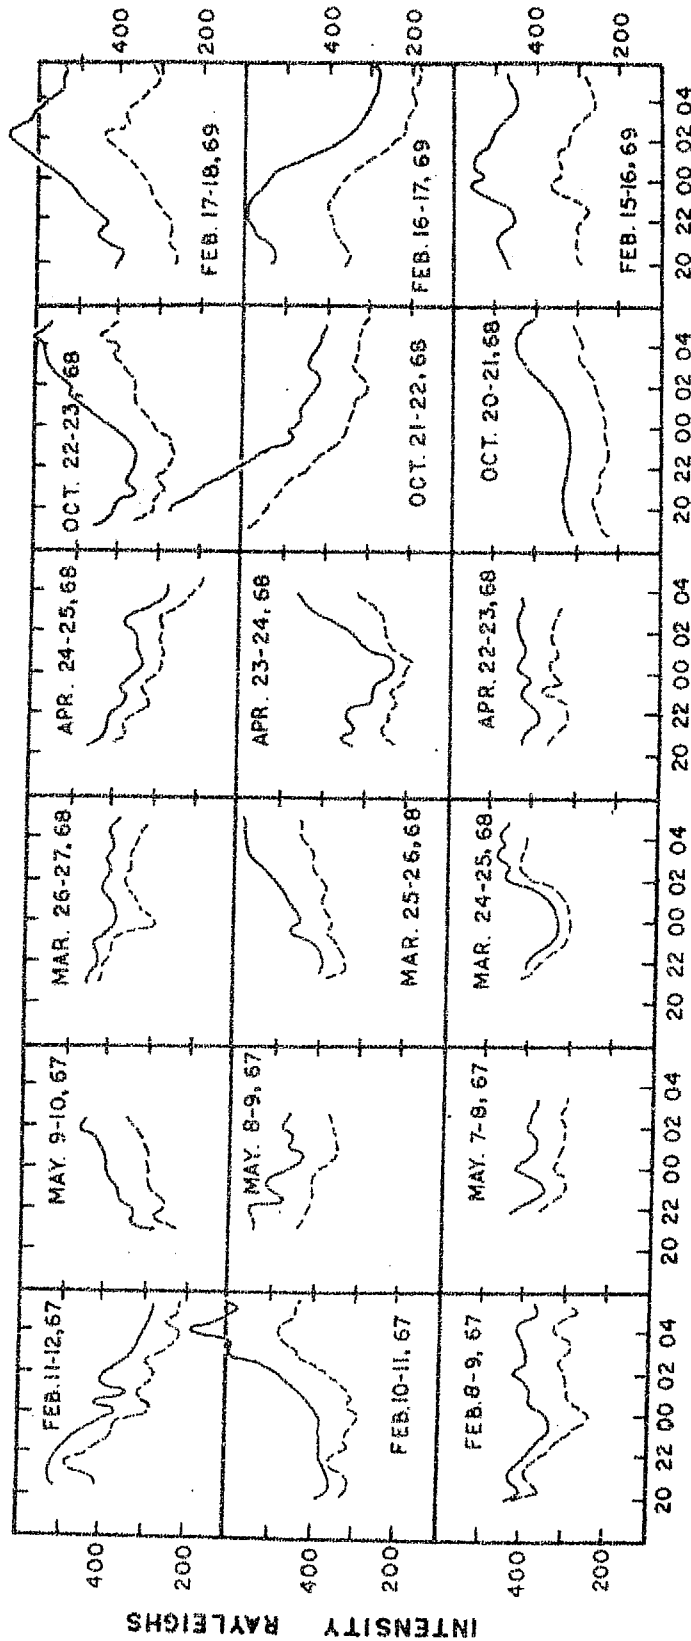 INTENSITY RAYLEIGHS
FEB. 11-12, 67
MAY. 9-10, 67
MAR. 26-27, 68
APR. 24-25, 68
OCT. 22-23, 68
FEB. 17-18, 69
400 200
400 200
FEB. 10-11, 67
MAY. 8-9, 67
MAR. 25-26, 68
APR. 23-24, 68
OCT. 21-22, 68
FEB. 16-17, 69
400 200
400 200
FEB. 8-9, 67
MAY. 7-8, 67
MAR. 24-25, 68
APR. 22-23, 68
OCT. 20-21, 68
FEB. 15-16, 69
400 200
400 200
20 22 00 02 04
20 22 00 02 04
20 22 00 02 04
20 22 00 02 04
20 22 00 02 04
20 22 00 02 04